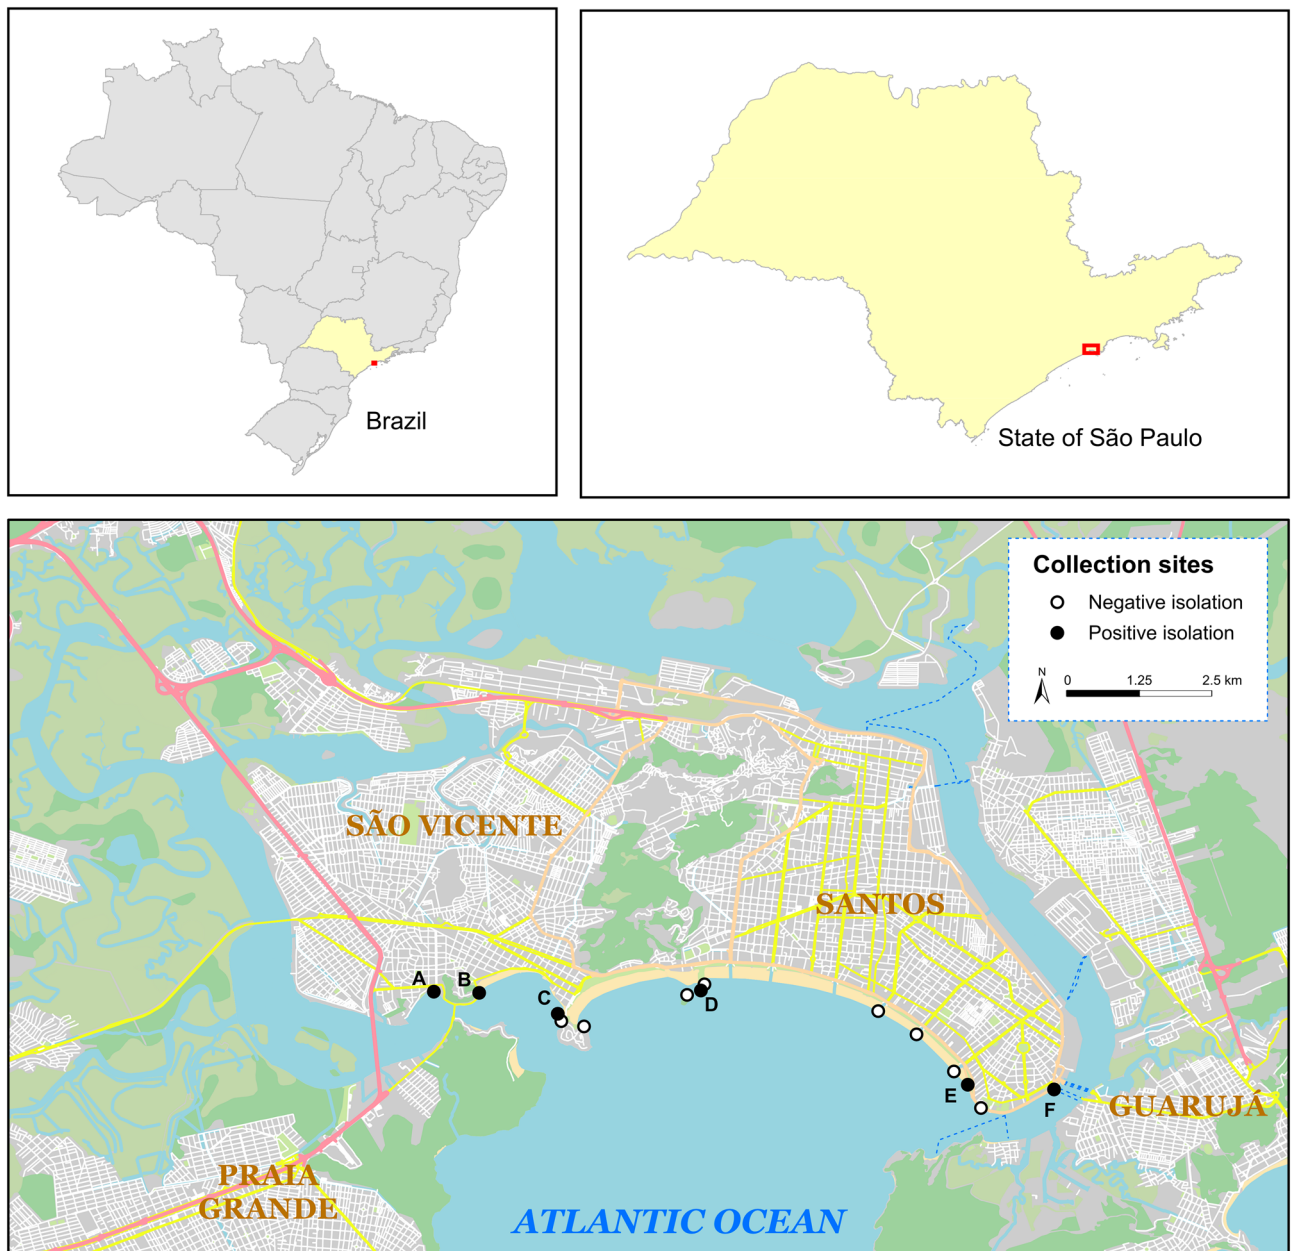 Brazil
State of São Paulo
Collection sites
Negative isolation
Positive isolation
N
0 1.25 2.5 km
SÃO VICENTE
SANTOS
A
B
C
D
E
F
GUARUJÁ
PRAIA
GRANDE
ATLANTIC OCEAN